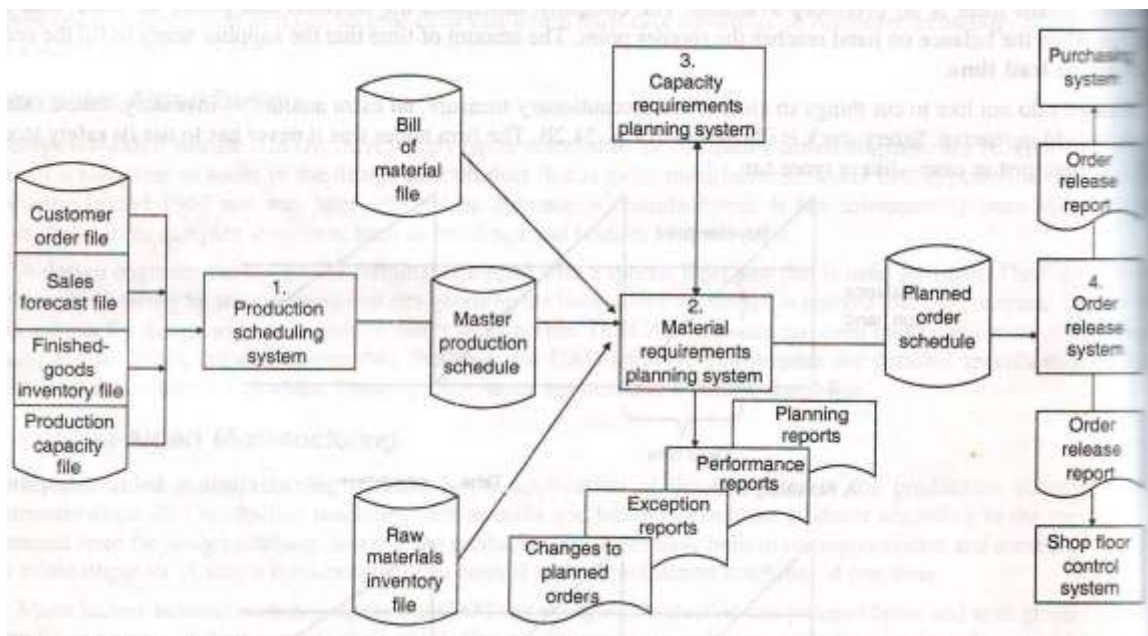 Customer
order file
Sales
forecast file
Finished-
goods
inventory file
Production
capacity
file
1.
Production
scheduling
system
Bill
of
material
file
Master
production
schedule
Raw
materials
inventory
file
3.
Capacity
requirements
planning system
2.
Material
requirements
planning system
Planning
reports
Performance
reports
Exception
reports
Changes to
planned
orders
Planned
order
schedule
Purchasing
system
Order
release
report
4.
Order
release
system
Order
release
report
Shop floor
control
system